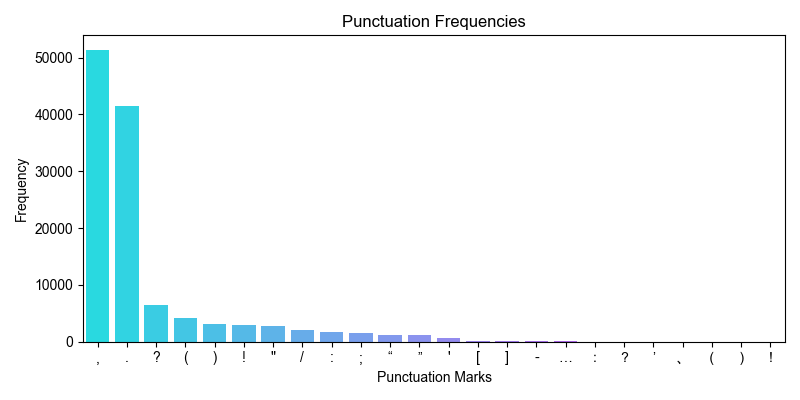 Punctuation Frequencies
50000
40000
30000
20000
10000
0
Frequency
, . ? ( ) ! " / : ; “ ” ' [ ] - … : ? ’ 、 ( ) !
Punctuation Marks